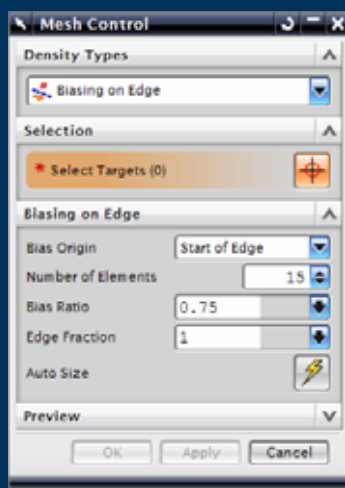 Mesh Control
Density Types
Biasing on Edge
Selection
* Select Targets (0)
Biasing on Edge
Bias Origin Start of Edge
Number of Elements 15
Bias Ratio 0.75
Edge Fraction 1
Auto Size
Preview
OK Apply Cancel